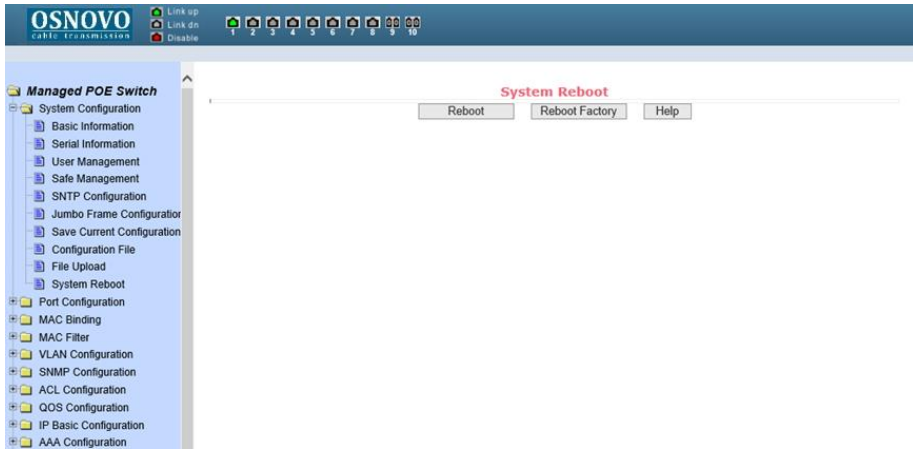 OSNOVO
cable transmission
Link up
Link dn
Disable
1 2 3 4 5 6 7 8 9 10
Managed POE Switch
System Configuration
Basic Information
Serial Information
User Management
Safe Management
SNTP Configuration
Jumbo Frame Configuration
Save Current Configuration
Configuration File
File Upload
System Reboot
Port Configuration
MAC Binding
MAC Filter
VLAN Configuration
SNMP Configuration
ACL Configuration
QOS Configuration
IP Basic Configuration
AAA Configuration
System Reboot
Reboot Reboot Factory Help